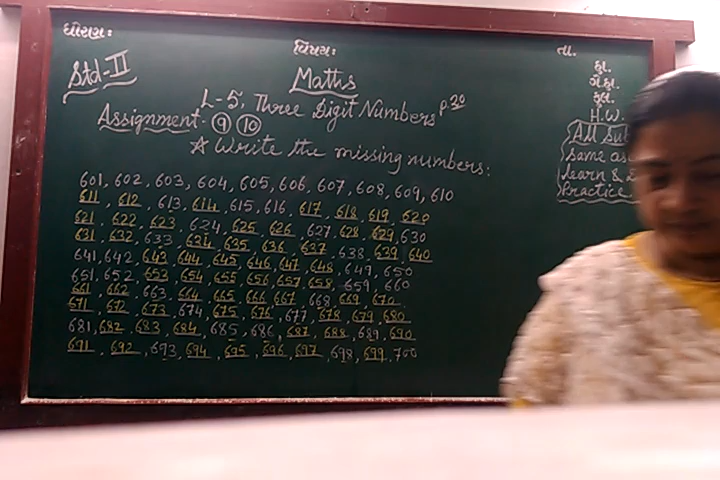 ધોરણઃ વિષયઃ તા.
Std-II Maths
હા.
ગે.હા.
કુલ
L-5, Three Digit Numbers P.20
Assignment- 9 10
H.W.
All Sub
Same as
Learn &
Practice
☆ Write the missing numbers:
601, 602, 603, 604, 605, 606, 607, 608, 609, 610
611, 612, 613, 614, 615, 616, 617, 618, 619, 620
621, 622, 623, 624, 625, 626, 627, 628, 629, 630
631, 632, 633, 634, 635, 636, 637, 638, 639, 640
641, 642, 643, 644, 645, 646, 647, 648, 649, 650
651, 652, 653, 654, 655, 656, 657, 658, 659, 660
661, 662, 663, 664, 665, 666, 667, 668, 669, 670
671, 672, 673, 674, 675, 676, 677, 678, 679, 680
681, 682, 683, 684, 685, 686, 687, 688, 689, 690
691, 692, 693, 694, 695, 696, 697, 698, 699, 700